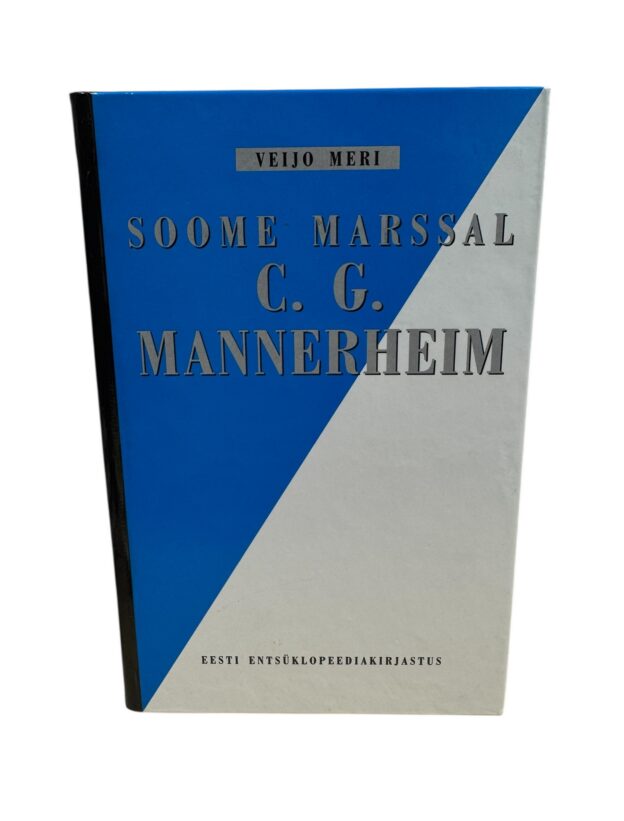 VEIJO MERI
SOOME MARSSAL
C. G.
MANNERHEIM
EESTI ENTSÜKLOPEEDIAKIRJASTUS